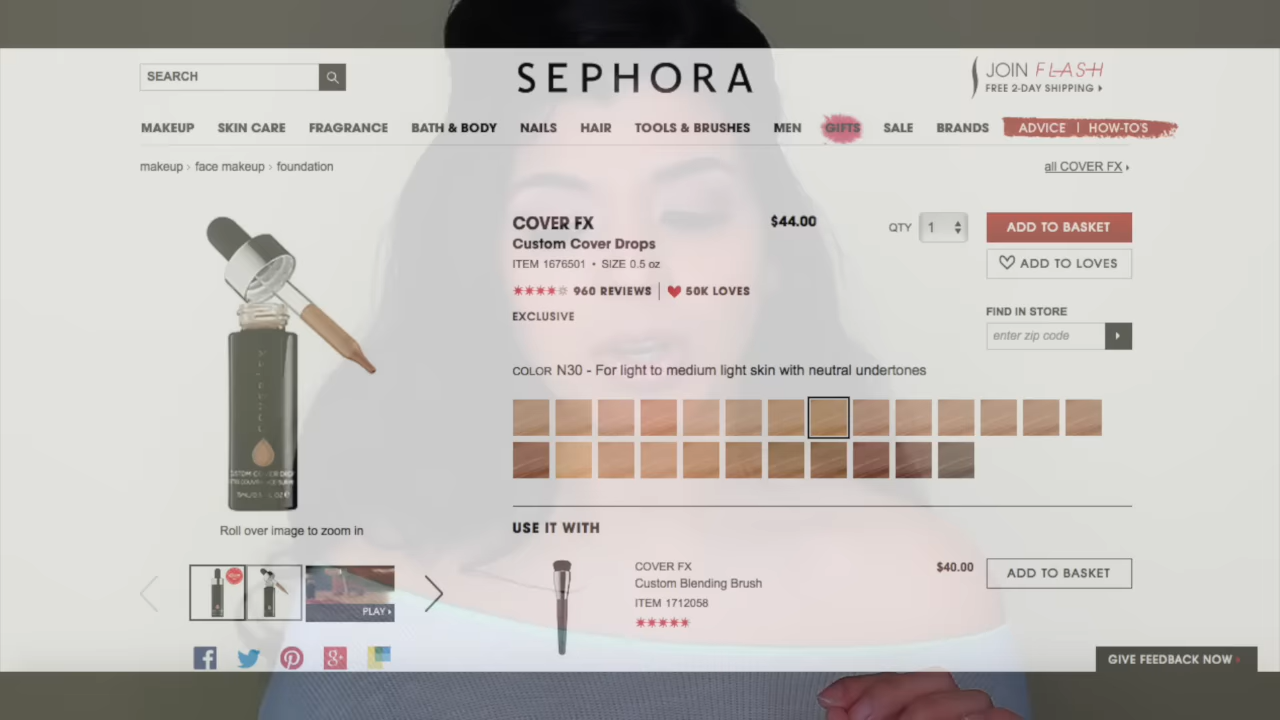 SEARCH
SEPHORA
JOIN FLASH
FREE 2-DAY SHIPPING
MAKEUP SKIN CARE FRAGRANCE BATH & BODY NAILS HAIR TOOLS & BRUSHES MEN GIFTS SALE BRANDS ADVICE | HOW-TO'S
makeup > face makeup > foundation
all COVER FX
COVER FX
$44.00
QTY 1
ADD TO BASKET
Custom Cover Drops
ITEM 1676501 • SIZE 0.5 oz
ADD TO LOVES
960 REVIEWS | 50K LOVES
EXCLUSIVE
FIND IN STORE
enter zip code
COLOR N30 - For light to medium light skin with neutral undertones
Roll over image to zoom in
USE IT WITH
COVER FX
$40.00
ADD TO BASKET
Custom Blending Brush
ITEM 1712058
PLAY
GIVE FEEDBACK NOW